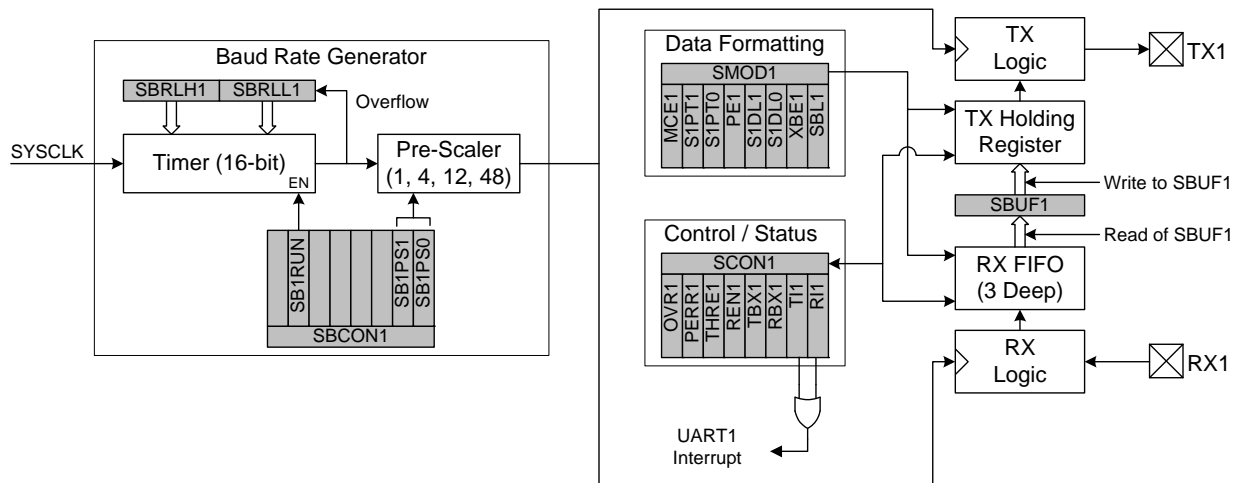 Baud Rate Generator
SBRLH1
SBRLL1
Overflow
SYSCLK
Timer (16-bit)
EN
Pre-Scaler
(1, 4, 12, 48)
SB1RUN
SB1PS1
SB1PS0
SBCON1
Data Formatting
SMOD1
MCE1
S1PT1
S1PT0
PE1
S1DL1
S1DL0
XBE1
SBL1
Control / Status
SCON1
OVR1
PERR1
THRE1
REN1
TBX1
RBX1
TI1
RI1
UART1
Interrupt
TX
Logic
TX1
TX Holding
Register
Write to SBUF1
SBUF1
Read of SBUF1
RX FIFO
(3 Deep)
RX
Logic
RX1